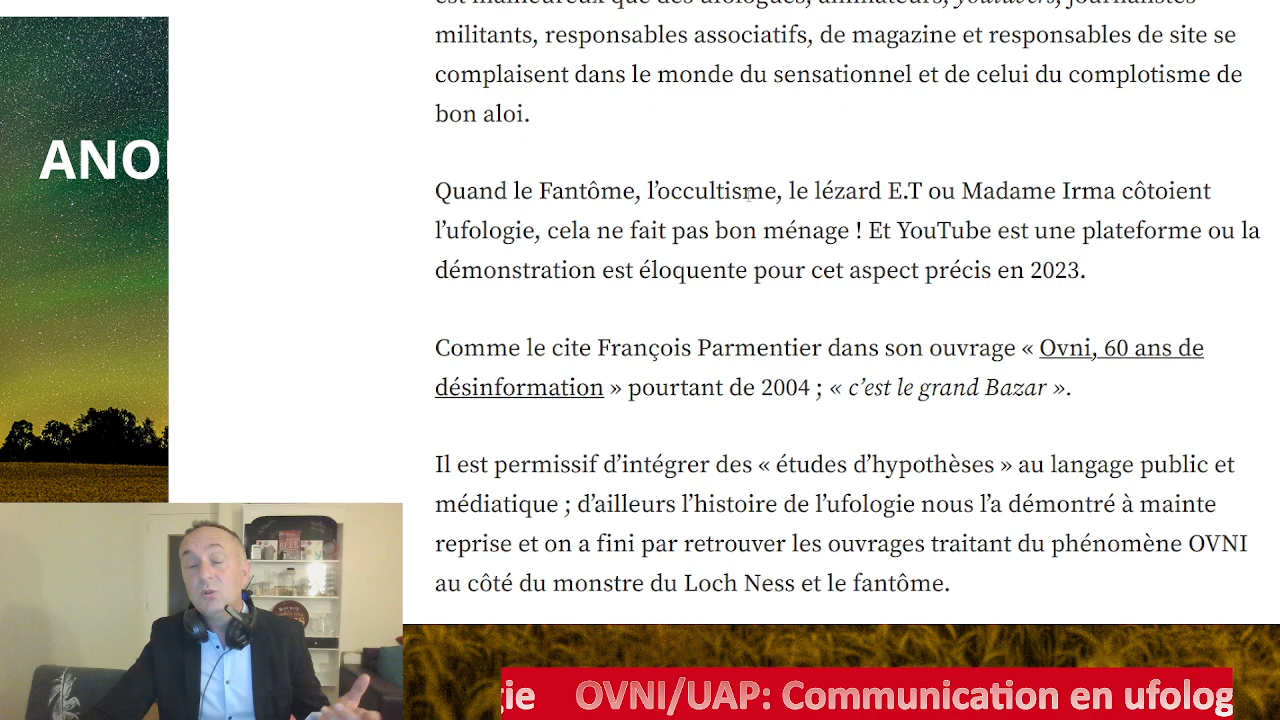 militants, responsables associatifs, de magazine et responsables de site se
complaisent dans le monde du sensationnel et de celui du complotisme de
bon aloi.
Quand le Fantôme, l’occultisme, le lézard E.T ou Madame Irma côtoient
l’ufologie, cela ne fait pas bon ménage ! Et YouTube est une plateforme ou la
démonstration est éloquente pour cet aspect précis en 2023.
Comme le cite François Parmentier dans son ouvrage « Ovni, 60 ans de
désinformation » pourtant de 2004 ; « c’est le grand Bazar ».
Il est permissif d’intégrer des « études d’hypothèses » au langage public et
médiatique ; d’ailleurs l’histoire de l’ufologie nous l’a démontré à mainte
reprise et on a fini par retrouver les ouvrages traitant du phénomène OVNI
au côté du monstre du Loch Ness et le fantôme.
ANO
gie OVNI/UAP: Communication en ufolog